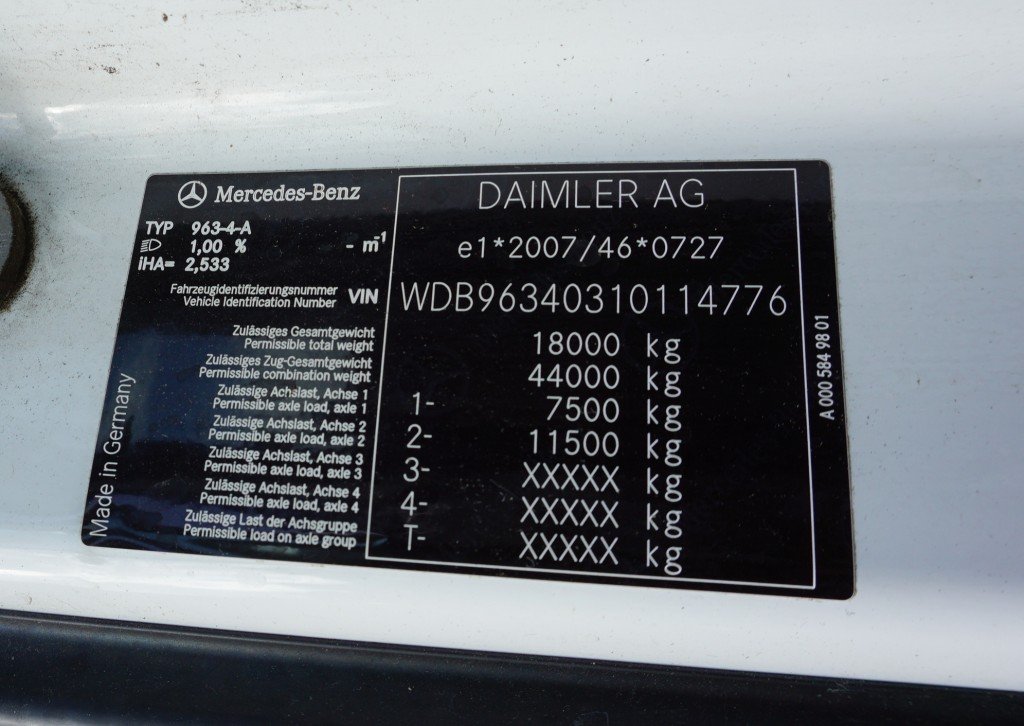 Mercedes-Benz
DAIMLER AG
TYP 963-4-A
1,00 % - m⁻¹
iHA= 2,533
e1*2007/46*0727
Fahrzeugidentifizierungsnummer
Vehicle Identification Number VIN WDB96340310114776
Zulässiges Gesamtgewicht
Permissible total weight 18000 kg
Zulässiges Zug-Gesamtgewicht
Permissible combination weight 44000 kg
Zulässige Achslast, Achse 1
Permissible axle load, axle 1 1- 7500 kg
Zulässige Achslast, Achse 2
Permissible axle load, axle 2 2- 11500 kg
Zulässige Achslast, Achse 3
Permissible axle load, axle 3 3- XXXXX kg
Zulässige Achslast, Achse 4
Permissible axle load, axle 4 4- XXXXX kg
Zulässige Last der Achsgruppe
Permissible load on axle group T- XXXXX kg
Made in Germany
A 000 584 98 01